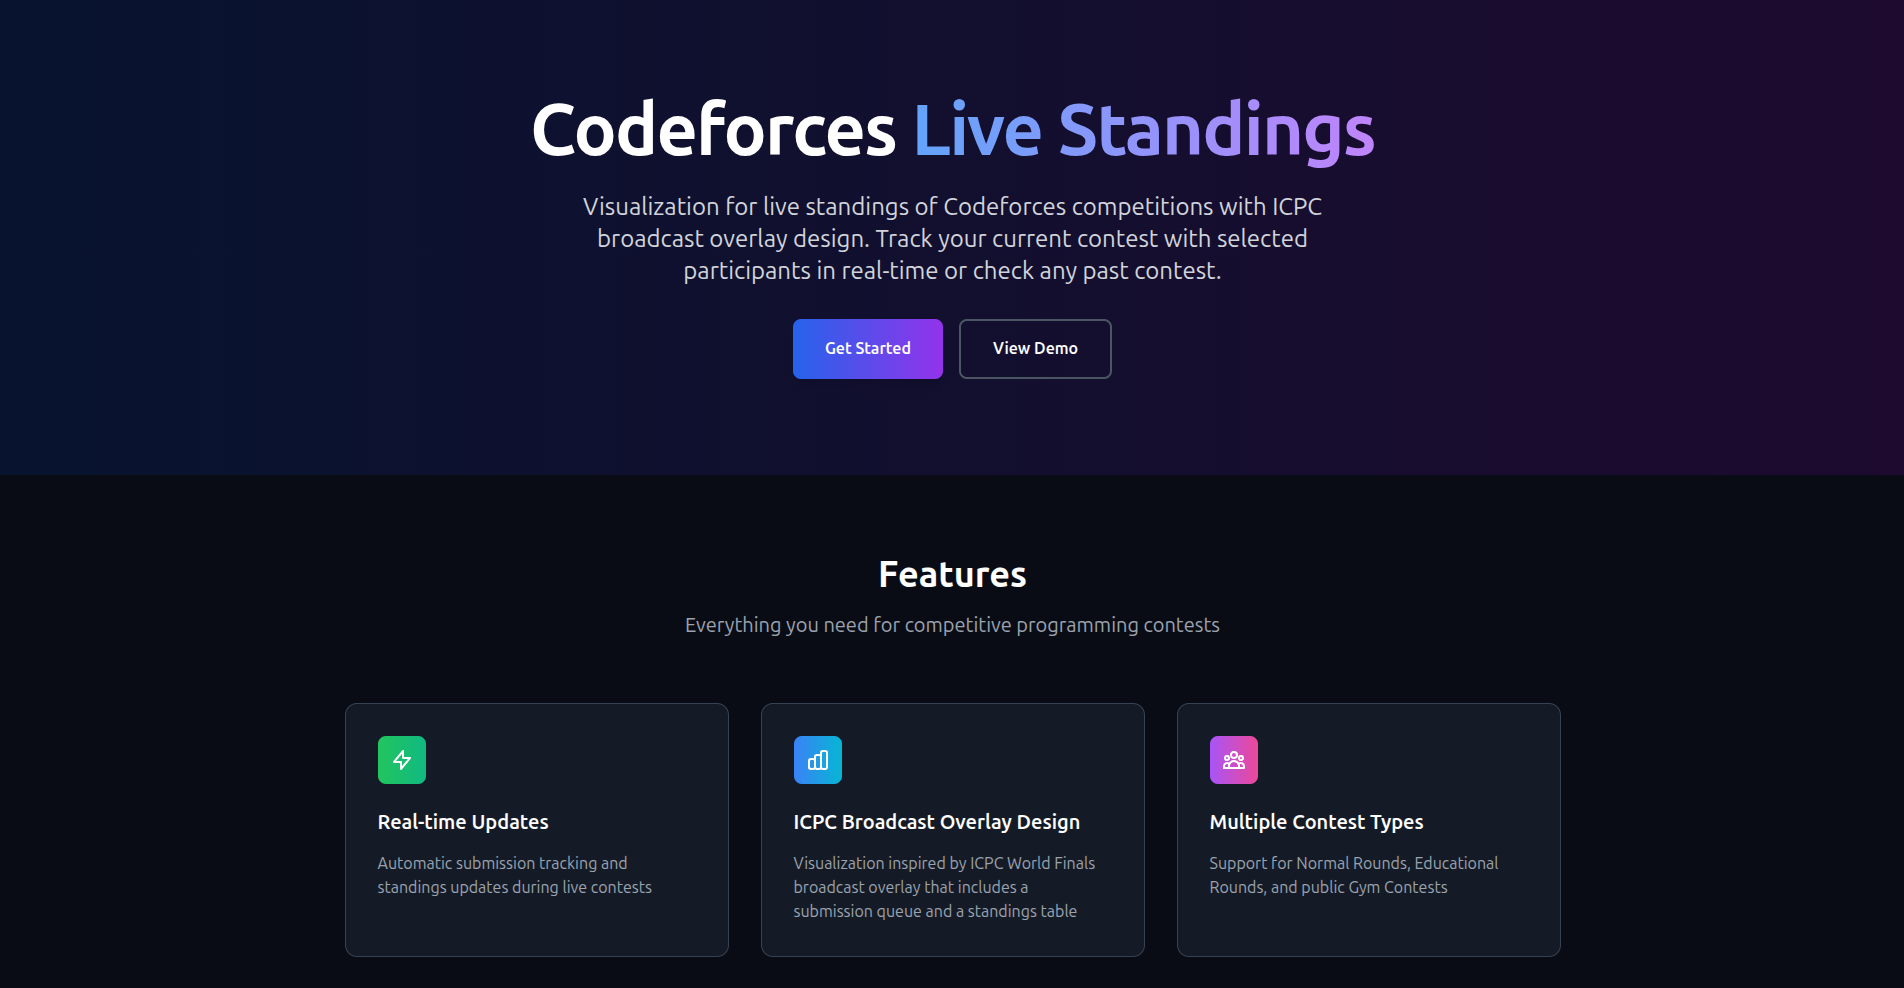 Codeforces Live Standings
Visualization for live standings of Codeforces competitions with ICPC
broadcast overlay design. Track your current contest with selected
participants in real-time or check any past contest.
Get Started
View Demo
Features
Everything you need for competitive programming contests
Real-time Updates
Automatic submission tracking and
standings updates during live contests
ICPC Broadcast Overlay Design
Visualization inspired by ICPC World Finals
broadcast overlay that includes a
submission queue and a standings table
Multiple Contest Types
Support for Normal Rounds, Educational
Rounds, and public Gym Contests